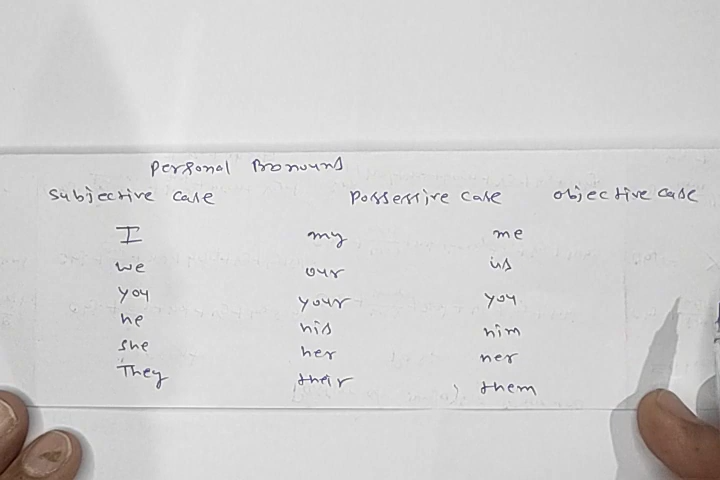 Personal Pronouns
Subjective case Possessive case objective case
I my me
we our us
you your you
he his him
she her her
They their them